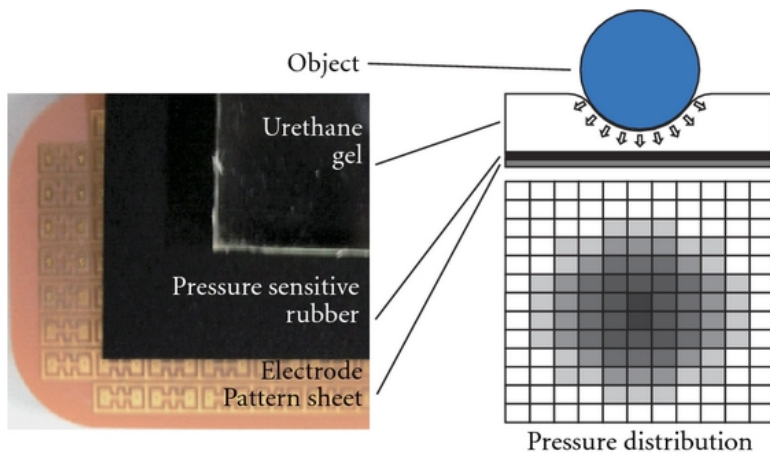 Object
Urethane
gel
Pressure sensitive
rubber
Electrode
Pattern sheet
Pressure distribution